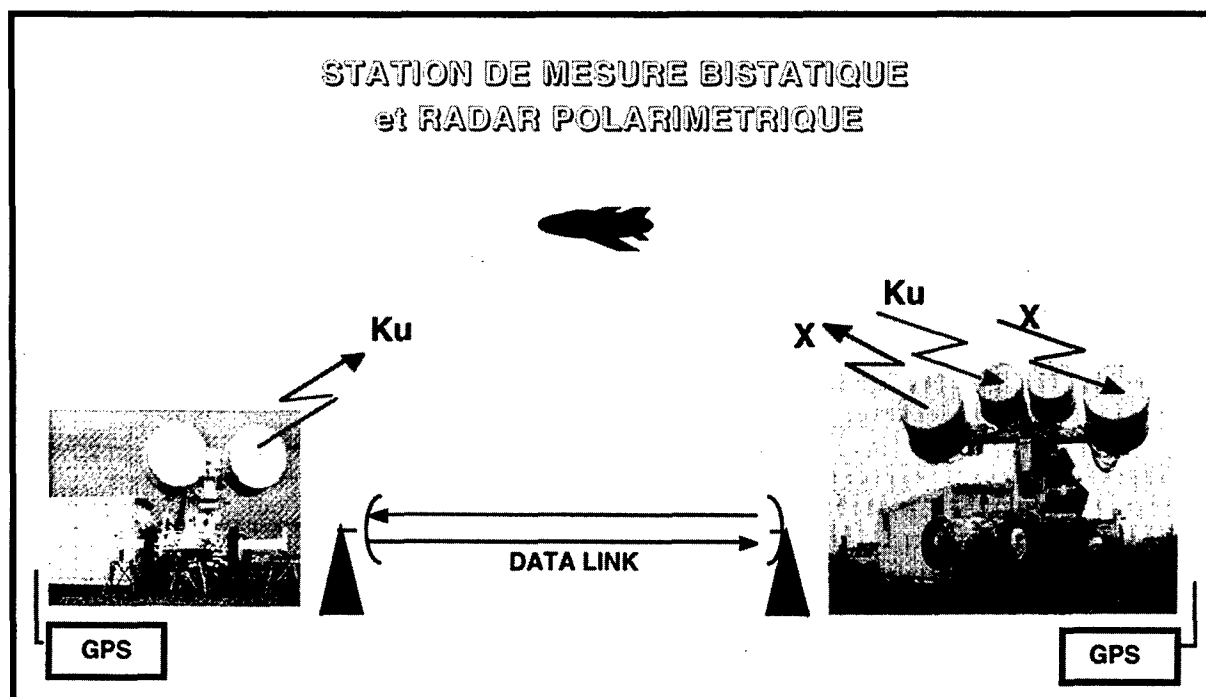 STATION DE MESURE BISTATIQUE
et RADAR POLARIMETRIQUE
Ku
X
Ku
X
DATA LINK
GPS
GPS